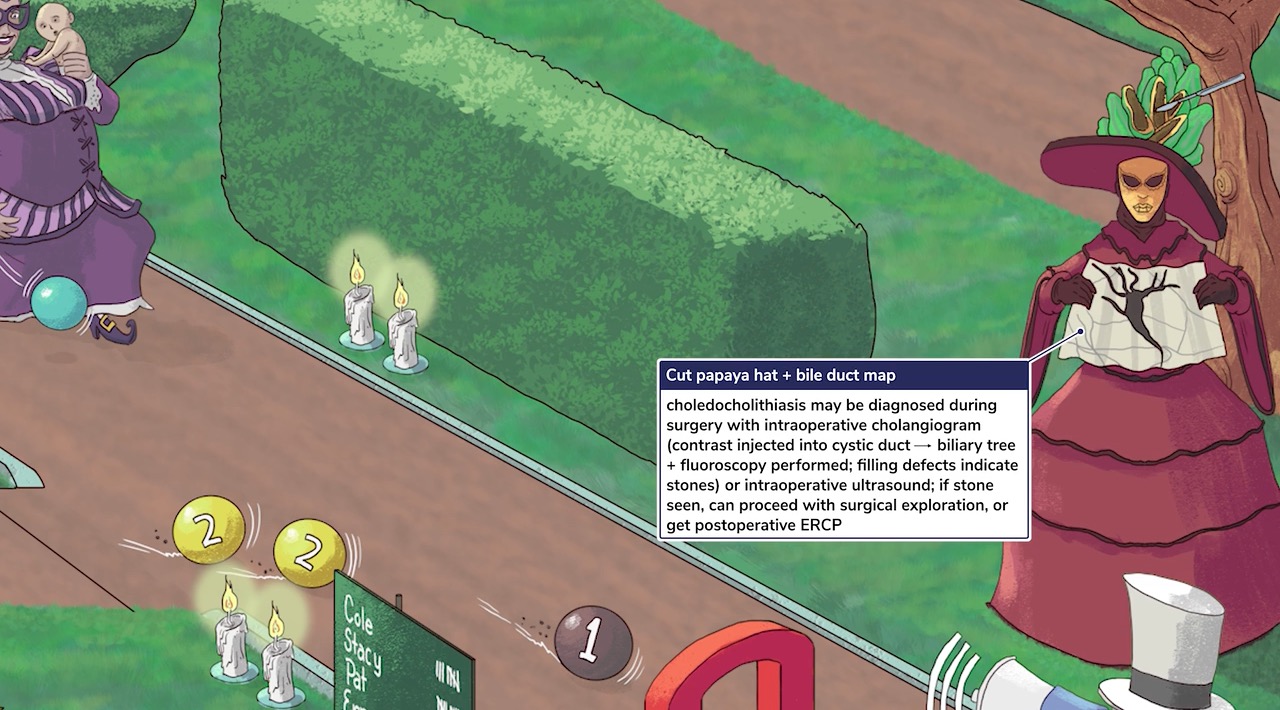 Cut papaya hat + bile duct map
choledocholithiasis may be diagnosed during
surgery with intraoperative cholangiogram
(contrast injected into cystic duct → biliary tree
+ fluoroscopy performed; filling defects indicate
stones) or intraoperative ultrasound; if stone
seen, can proceed with surgical exploration, or
get postoperative ERCP
2
2
1
Cole
Stacy
Pat